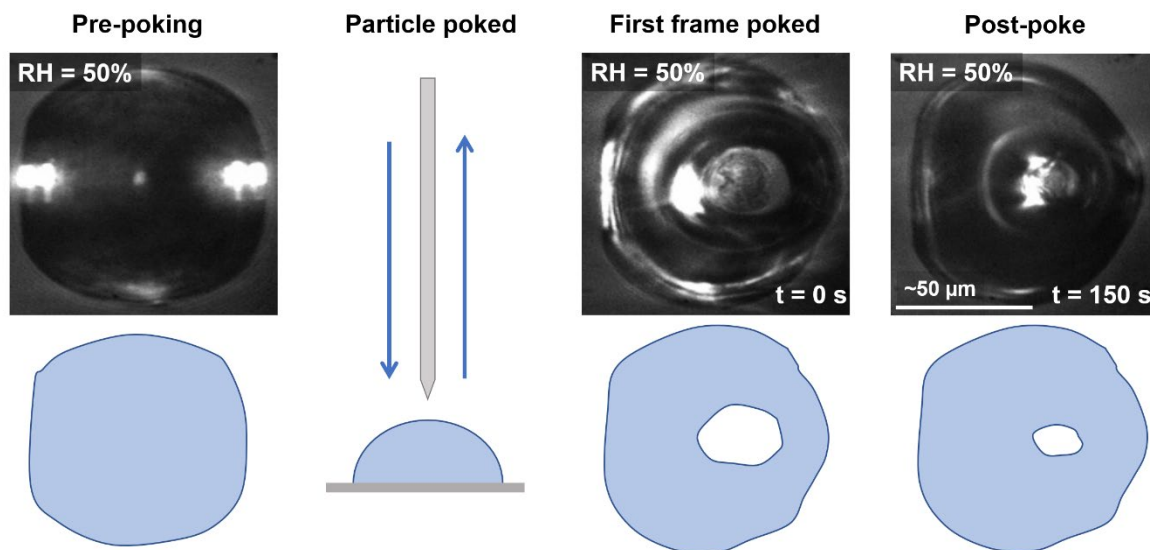 Pre-poking
Particle poked
First frame poked
Post-poke
RH = 50%
RH = 50%
RH = 50%
t = 0 s
~50 µm
t = 150 s